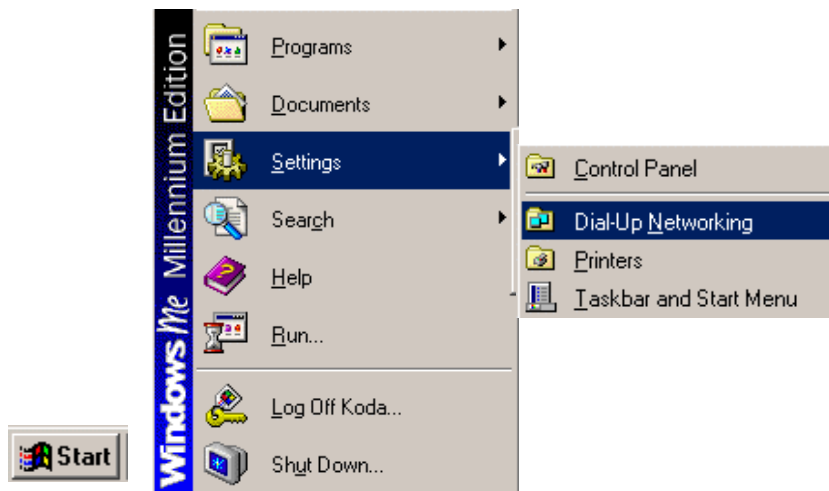 Windows Me Millennium Edition
Programs
Documents
Settings
Search
Help
Run...
Log Off Koda...
Shut Down...
Control Panel
Dial-Up Networking
Printers
Taskbar and Start Menu
Start